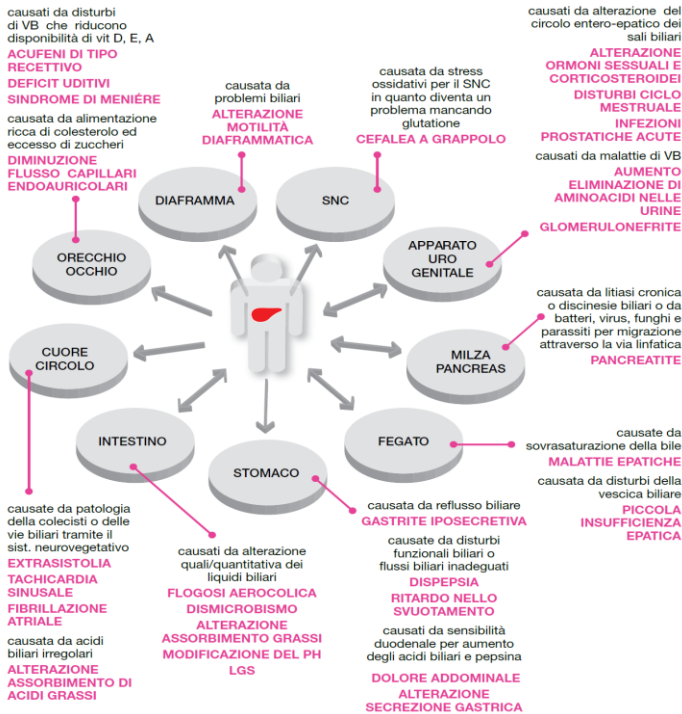 causati da disturbi
di VB che riducono
disponibilità di vit D, E, A
ACUFENI DI TIPO
RECETTIVO
DEFICIT UDITIVI
SINDROME DI MENIÉRE
causata da alimentazione
ricca di colesterolo ed
eccesso di zuccheri
DIMINUZIONE
FLUSSO CAPILLARI
ENDOAURICOLARI
causata da
problemi biliari
ALTERAZIONE
MOTILITÀ
DIAFRAMMATICA
causata da stress
ossidativi per il SNC
in quanto diventa un
problema mancando
glutatione
CEFALEA A GRAPPOLO
causati da alterazione del
circolo entero-epatico dei
sali biliari
ALTERAZIONE
ORMONI SESSUALI E
CORTICOSTEROIDEI
DISTURBI CICLO
MESTRUALE
INFEZIONI
PROSTATICHE ACUTE
causati da malattie di VB
AUMENTO
ELIMINAZIONE DI
AMINOACIDI NELLE
URINE
GLOMERULONEFRITE
DIAFRAMMA
SNC
ORECCHIO
OCCHIO
APPARATO
URO
GENITALE
CUORE
CIRCOLO
MILZA
PANCREAS
INTESTINO
STOMACO
FEGATO
causata da litiasi cronica
o discinesie biliari o da
batteri, virus, funghi e
parassiti per migrazione
attraverso la via linfatica
PANCREATITE
causate da
sovrasaturazione della bile
MALATTIE EPATICHE
causata da disturbi della
vescica biliare
PICCOLA
INSUFFICIENZA
EPATICA
causate da patologia
della colecisti o delle
vie biliari tramite il
sist. neurovegetativo
EXTRASISTOLIA
TACHICARDIA
SINUSALE
FIBRILLAZIONE
ATRIALE
causata da acidi
biliari irregolari
ALTERAZIONE
ASSORBIMENTO DI
ACIDI GRASSI
causati da alterazione
quali/quantitativa dei
liquidi biliari
FLOGOSI AEROCOLICA
DISMICROBISMO
ALTERAZIONE
ASSORBIMENTO GRASSI
MODIFICAZIONE DEL PH
LGS
causata da reflusso biliare
GASTRITE IPOSECRETIVA
causate da disturbi
funzionali biliari o
flussi biliari inadeguati
DISPEPSIA
RITARDO NELLO
SVUOTAMENTO
causati da sensibilità
duodenale per aumento
degli acidi biliari e pepsina
DOLORE ADDOMINALE
ALTERAZIONE
SECREZIONE GASTRICA